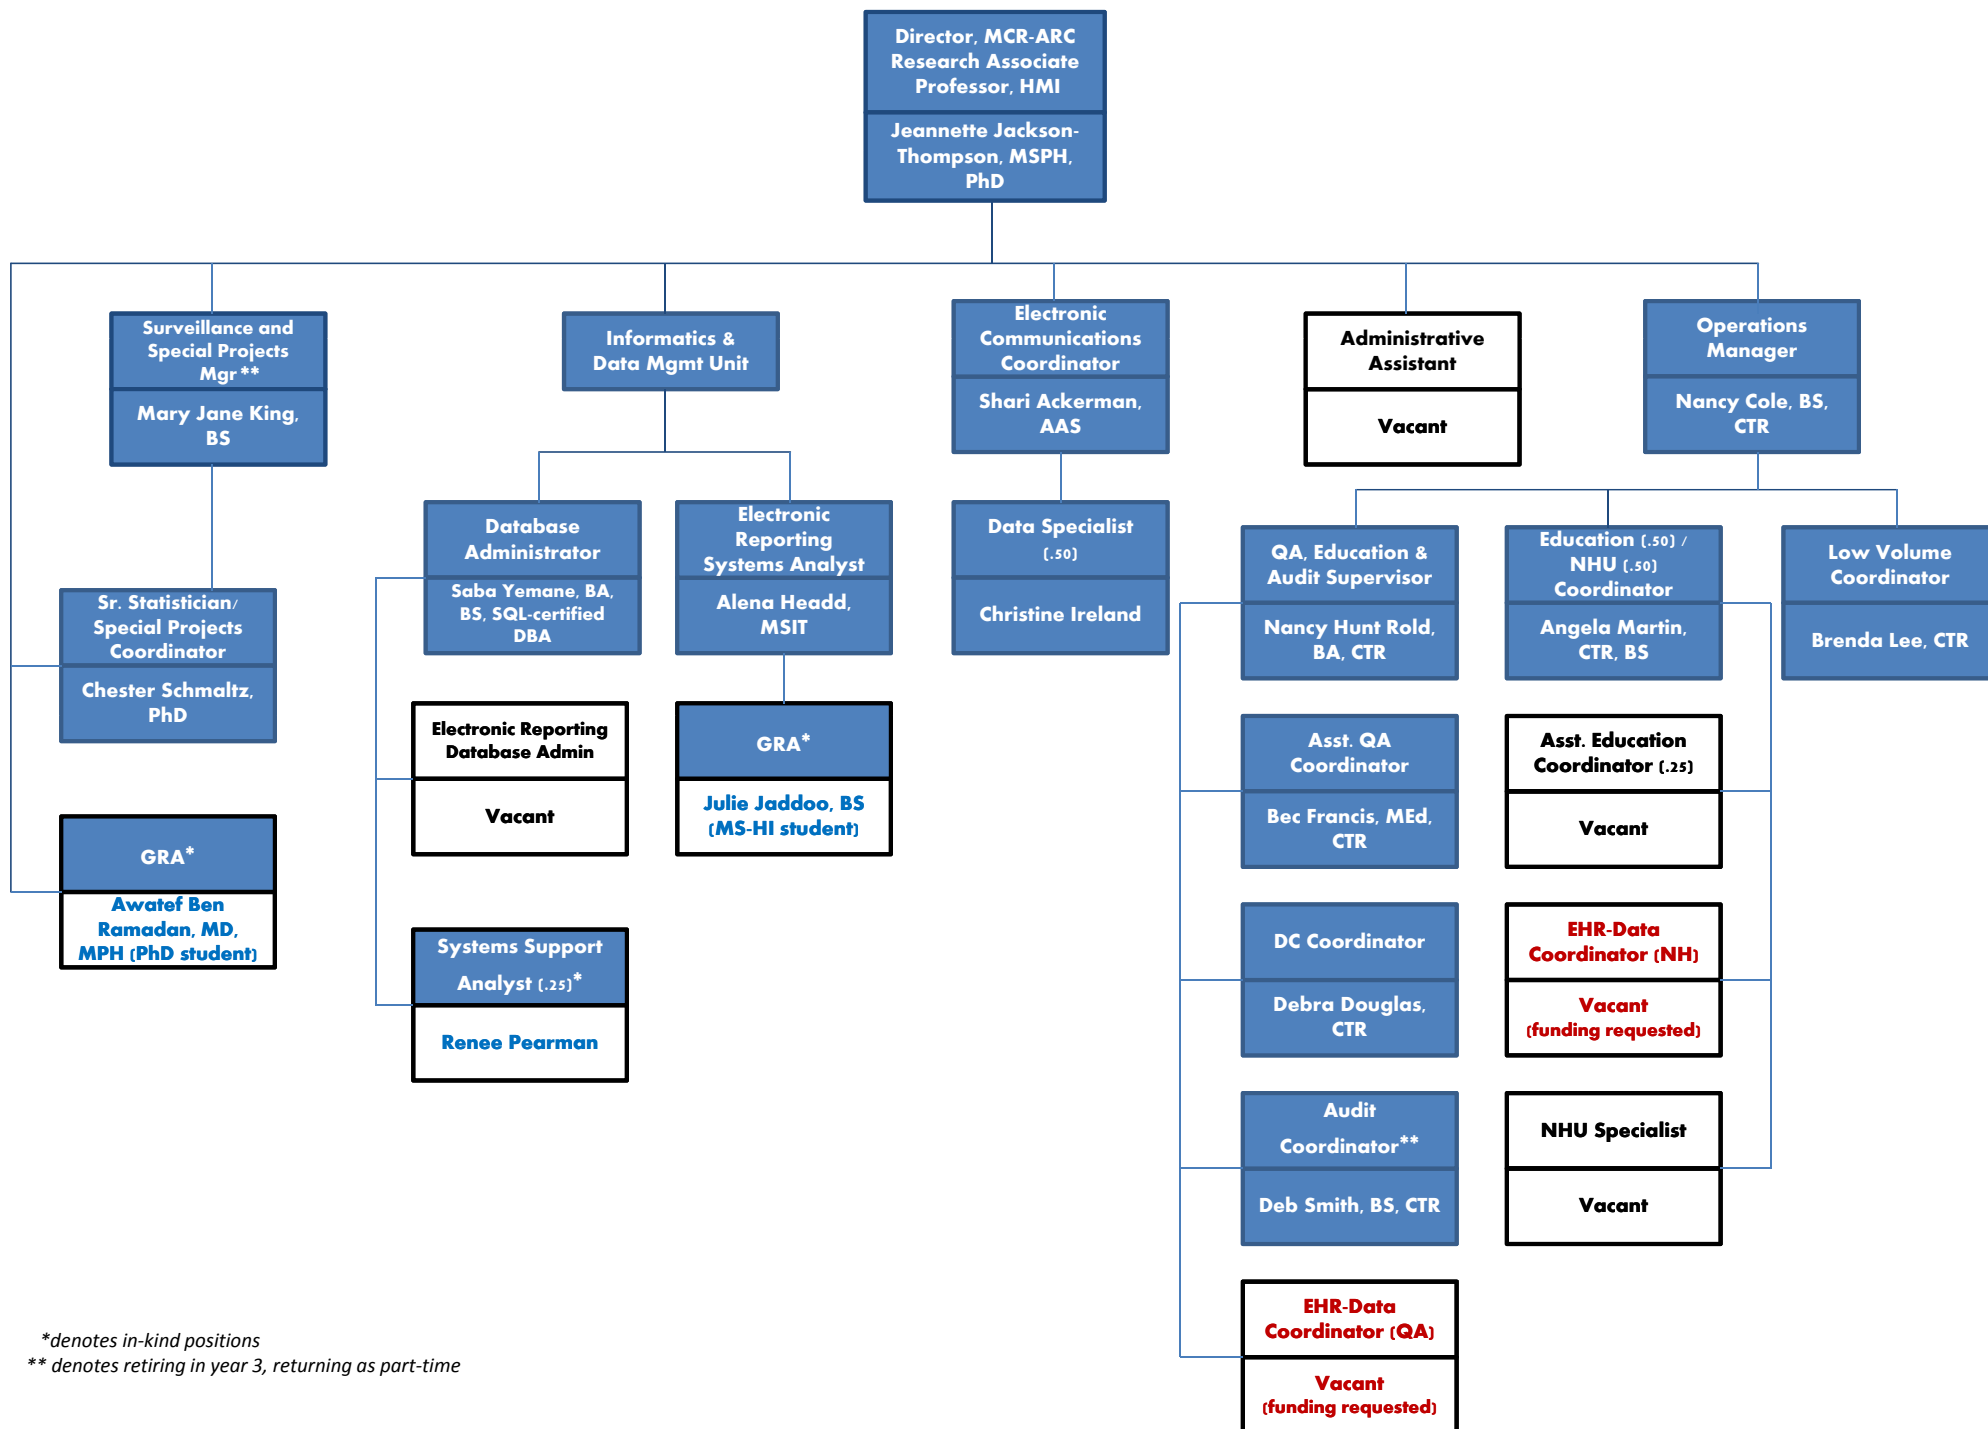 Director, MCR-ARC
Research Associate
Professor, HMI
Jeannette Jackson-
Thompson, MSPH,
PhD
Surveillance and
Special Projects
Mgr **
Mary Jane King,
BS
Informatics &
Data Mgmt Unit
Electronic
Communications
Coordinator
Shari Ackerman,
AAS
Administrative
Assistant
Vacant
Operations
Manager
Nancy Cole, BS,
CTR
Sr. Statistician/
Special Projects
Coordinator
Chester Schmaltz,
PhD
Database
Administrator
Saba Yemane, BA,
BS, SQL-certified
DBA
Electronic
Reporting
Systems Analyst
Alena Headd,
MSIT
Data Specialist
(.50)
Christine Ireland
QA, Education &
Audit Supervisor
Nancy Hunt Rold,
BA, CTR
Education (.50) /
NHU (.50)
Coordinator
Angela Martin,
CTR, BS
Low Volume
Coordinator
Brenda Lee, CTR
GRA*
Awatef Ben
Ramadan, MD,
MPH (PhD student)
Electronic Reporting
Database Admin
Vacant
GRA*
Julie Jaddoo, BS
(MS-HI student)
Systems Support
Analyst (.25)*
Renee Pearman
Asst. QA
Coordinator
Bec Francis, MEd,
CTR
Asst. Education
Coordinator (.25)
Vacant
DC Coordinator
Debra Douglas,
CTR
EHR-Data
Coordinator (NH)
Vacant
(funding requested)
Audit
Coordinator**
Deb Smith, BS, CTR
NHU Specialist
Vacant
EHR-Data
Coordinator (QA)
Vacant
(funding requested)
*denotes in-kind positions
** denotes retiring in year 3, returning as part-time